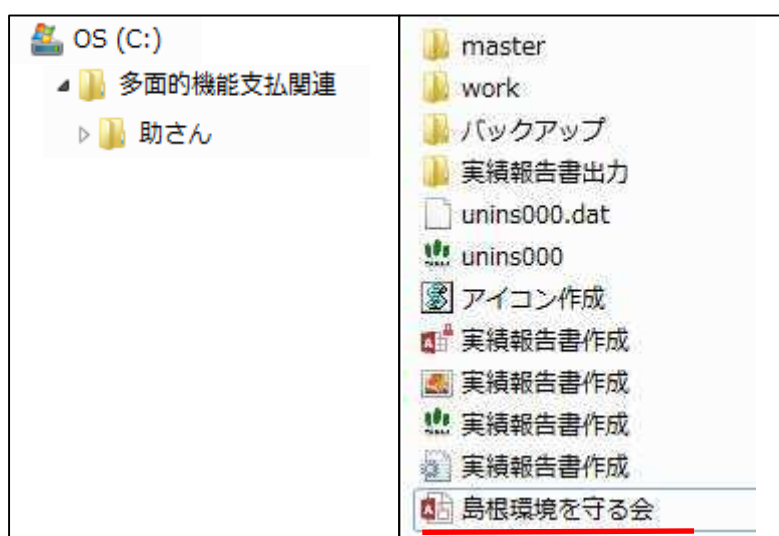 OS (C:)
多面的機能支払関連
助さん
master
work
バックアップ
実績報告書出力
unins000.dat
unins000
アイコン作成
実績報告書作成
実績報告書作成
実績報告書作成
実績報告書作成
島根環境を守る会